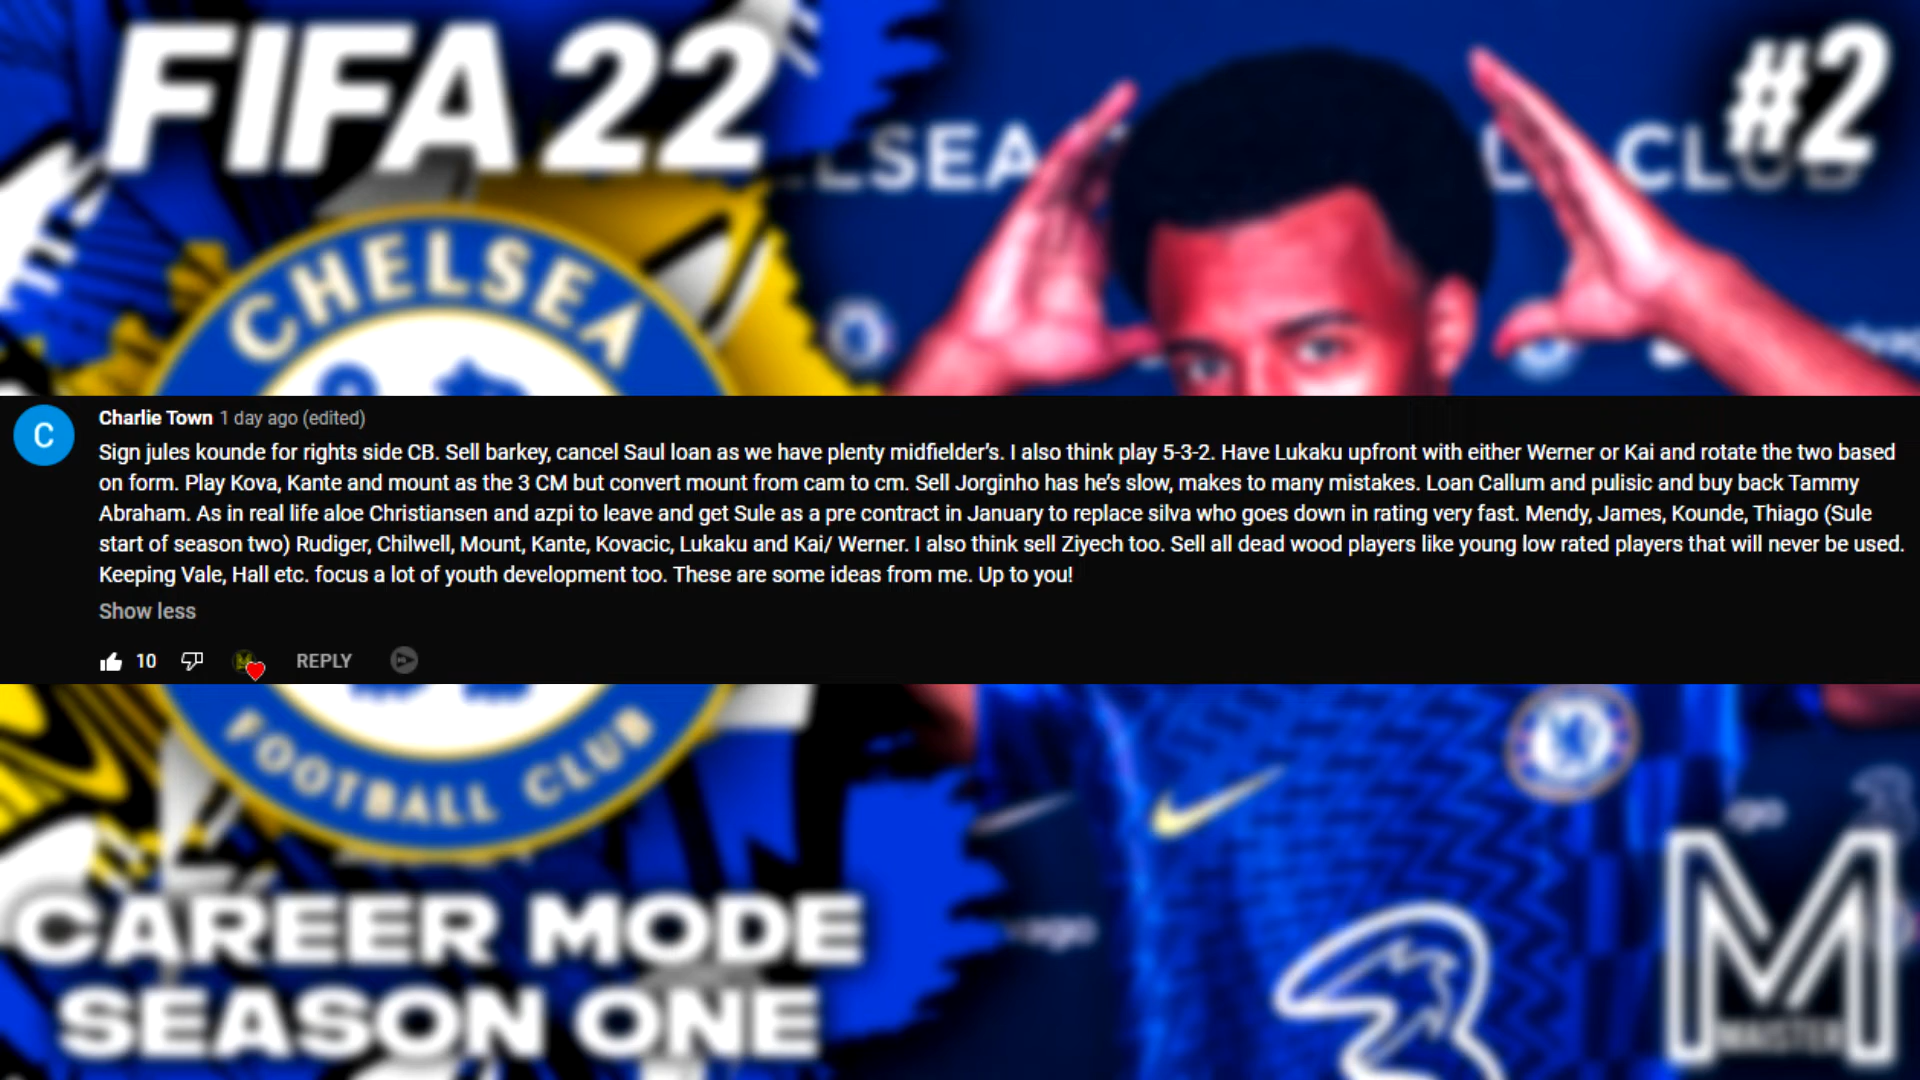 FIFA 22
#2
LSEA
L
CLUB
CHELSEA
C
Charlie Town 1 day ago (edited)
Sign jules kounde for rights side CB. Sell barkey, cancel Saul loan as we have plenty midfielder's. I also think play 5-3-2. Have Lukaku upfront with either Werner or Kai and rotate the two based
on form. Play Kova, Kante and mount as the 3 CM but convert mount from cam to cm. Sell Jorginho has he's slow, makes to many mistakes. Loan Callum and pulisic and buy back Tammy
Abraham. As in real life aloe Christiansen and azpi to leave and get Sule as a pre contract in January to replace silva who goes down in rating very fast. Mendy, James, Kounde, Thiago (Sule
start of season two) Rudiger, Chilwell, Mount, Kante, Kovacic, Lukaku and Kai/ Werner. I also think sell Ziyech too. Sell all dead wood players like young low rated players that will never be used.
Keeping Vale, Hall etc. focus a lot of youth development too. These are some ideas from me. Up to you!
Show less
10
REPLY
FOOTBALL CLUB
CAREER MODE
SEASON ONE
M
MAISTER